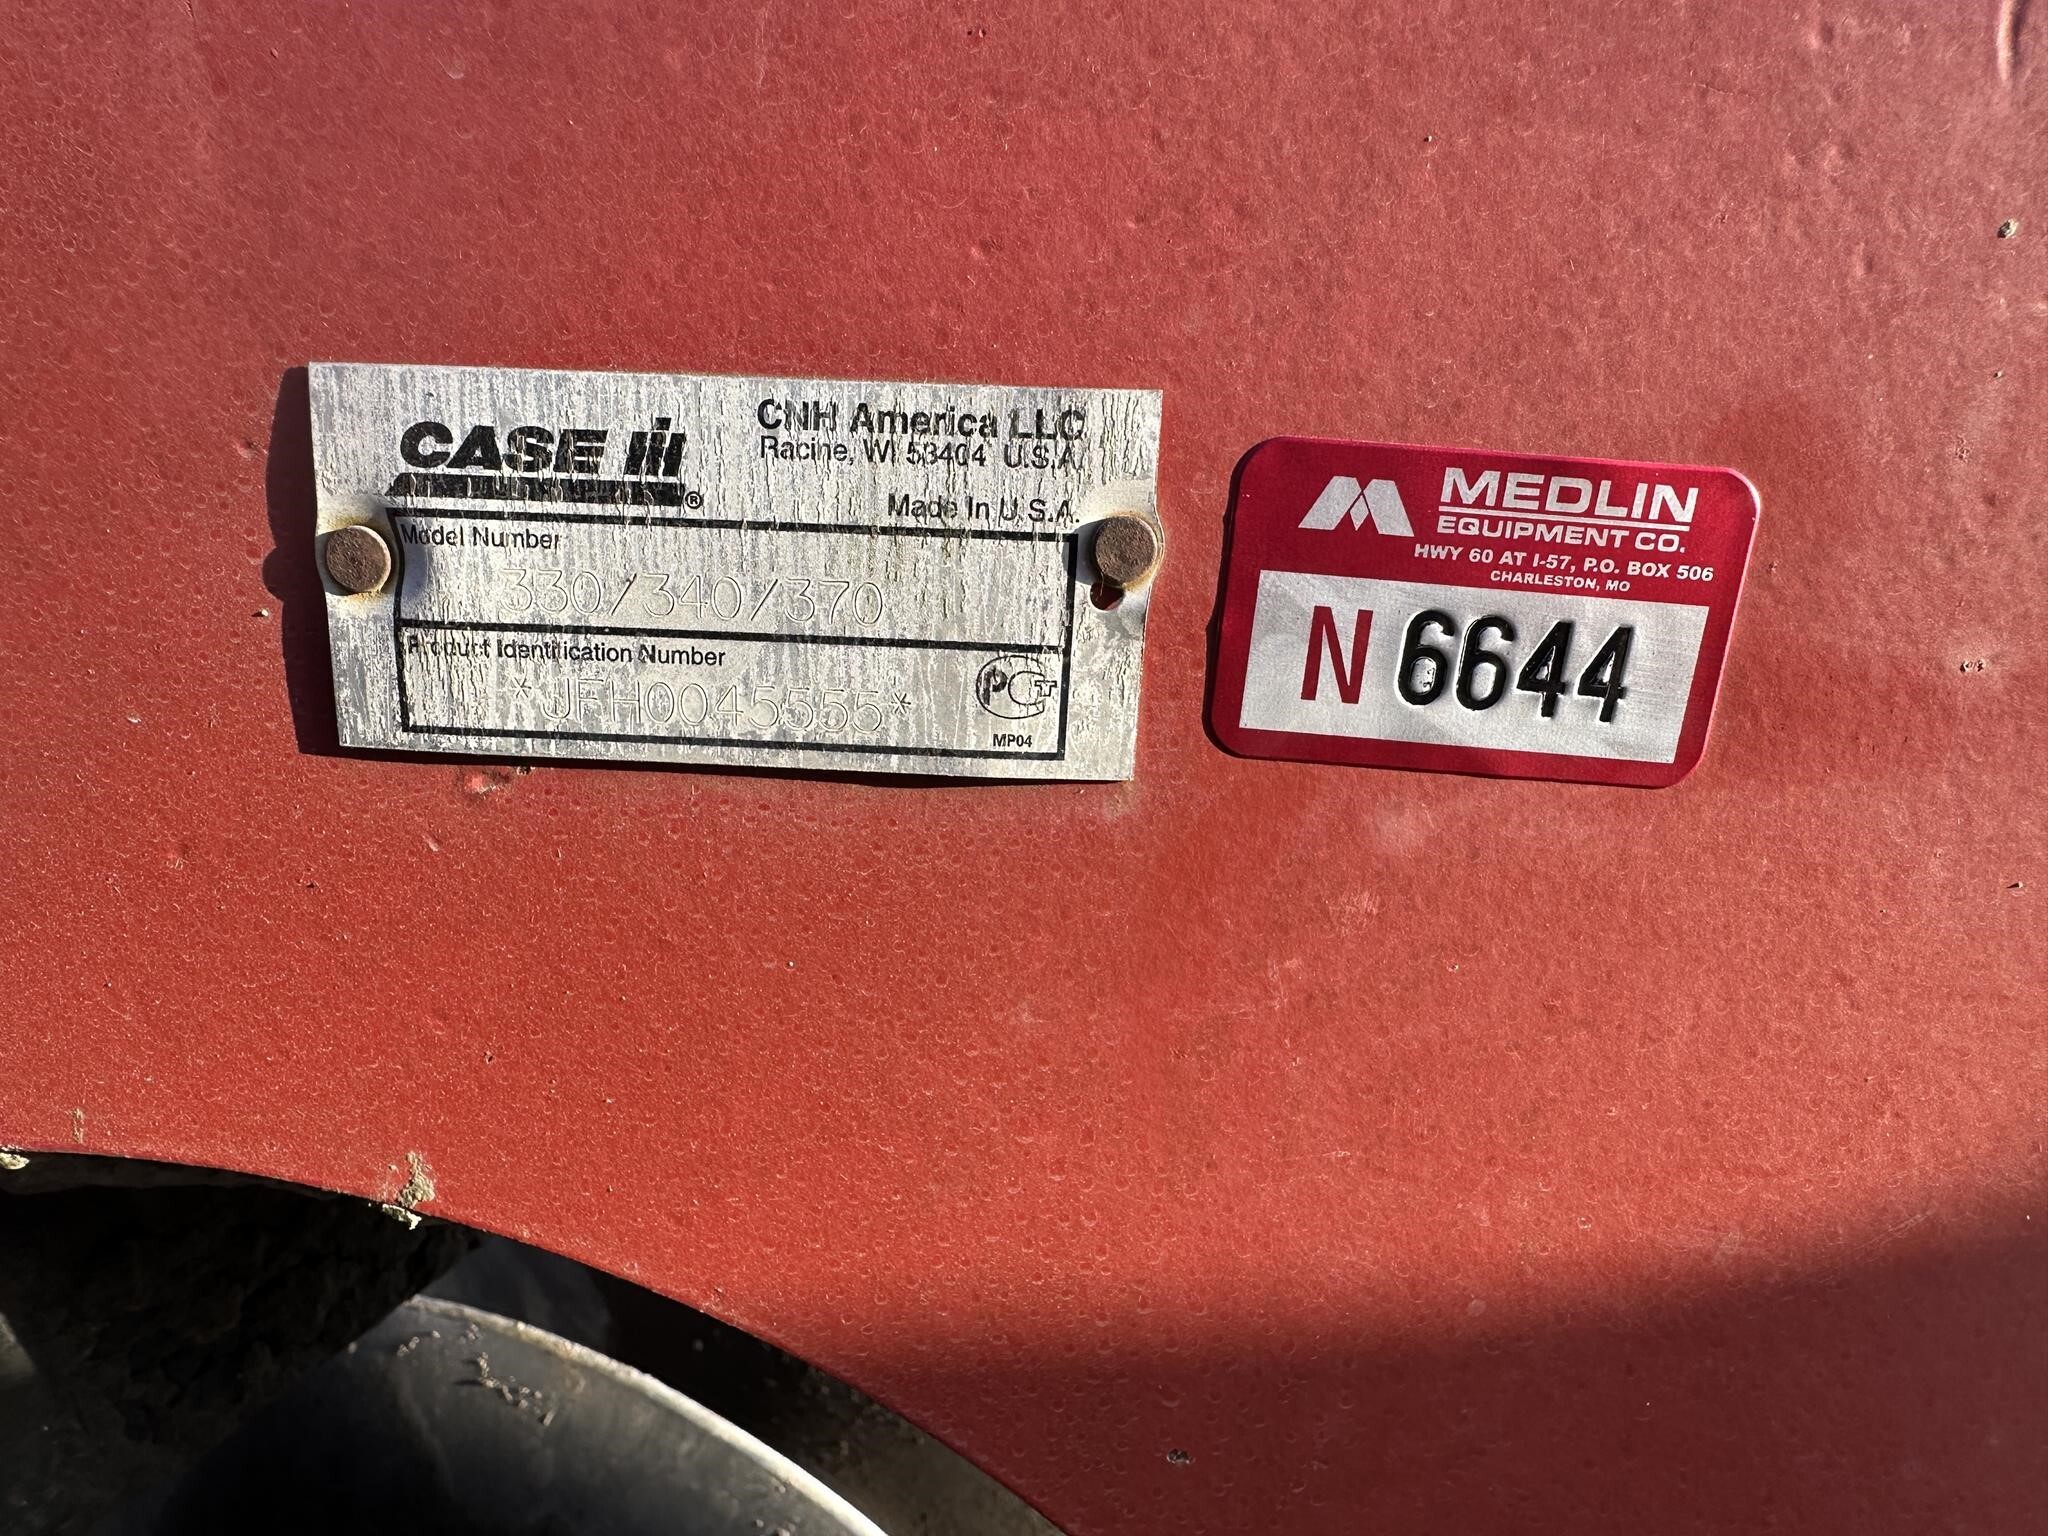 CASE III
®
CNH America LLC
Racine, WI 53404 U.S.A.
Made In U.S.A.
Model Number
330/340/370
Product Identification Number
*JFH0045555*
PCT
MP04
MEDLIN
EQUIPMENT CO.
HWY 60 AT I-57, P.O. BOX 506
CHARLESTON, MO
N 6644